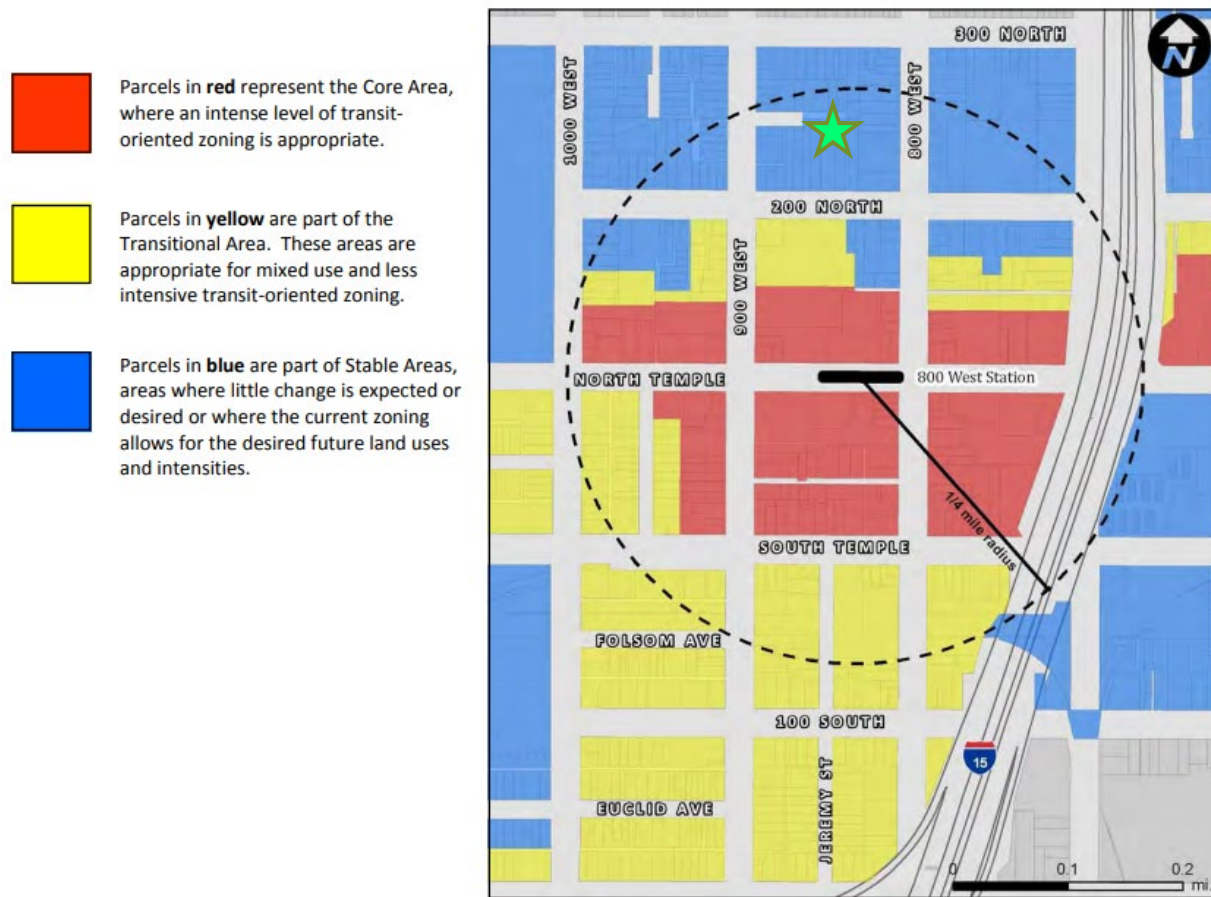 Parcels in red represent the Core Area,
where an intense level of transit-
oriented zoning is appropriate.
Parcels in yellow are part of the
Transitional Area.  These areas are
appropriate for mixed use and less
intensive transit-oriented zoning.
Parcels in blue are part of Stable Areas,
areas where little change is expected or
desired or where the current zoning
allows for the desired future land uses
and intensities.
300 NORTH
N
1000 WEST
800 WEST
200 NORTH
900 WEST
NORTH TEMPLE
800 West Station
1/4 mile radius
SOUTH TEMPLE
FOLSOM AVE
100 SOUTH
15
JEREMY ST
EUCLID AVE
0
0.1
0.2
mi.